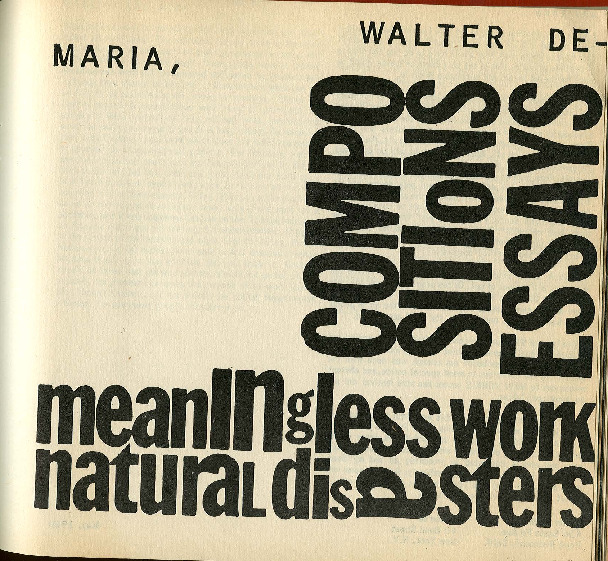 WALTER DE-
MARIA,
COMPO
SITIONS
ESSAYS
meanINgless work
naturaL disasters